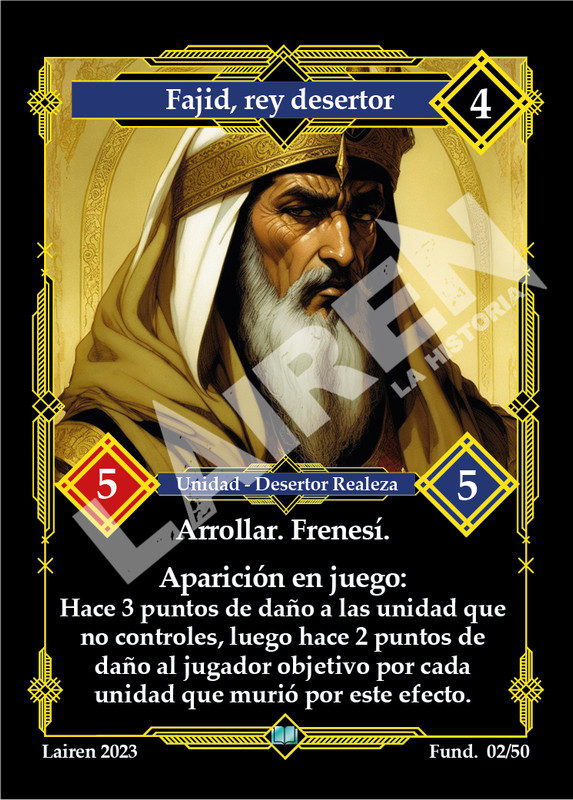 Fajid, rey desertor
4
LAIREN
LA HISTORIA
5
Unidad - Desertor Realeza
5
Arrollar. Frenesí.
Aparición en juego:
Hace 3 puntos de daño a las unidad que
no controles, luego hace 2 puntos de
daño al jugador objetivo por cada
unidad que murió por este efecto.
Lairen 2023
Fund. 02/50